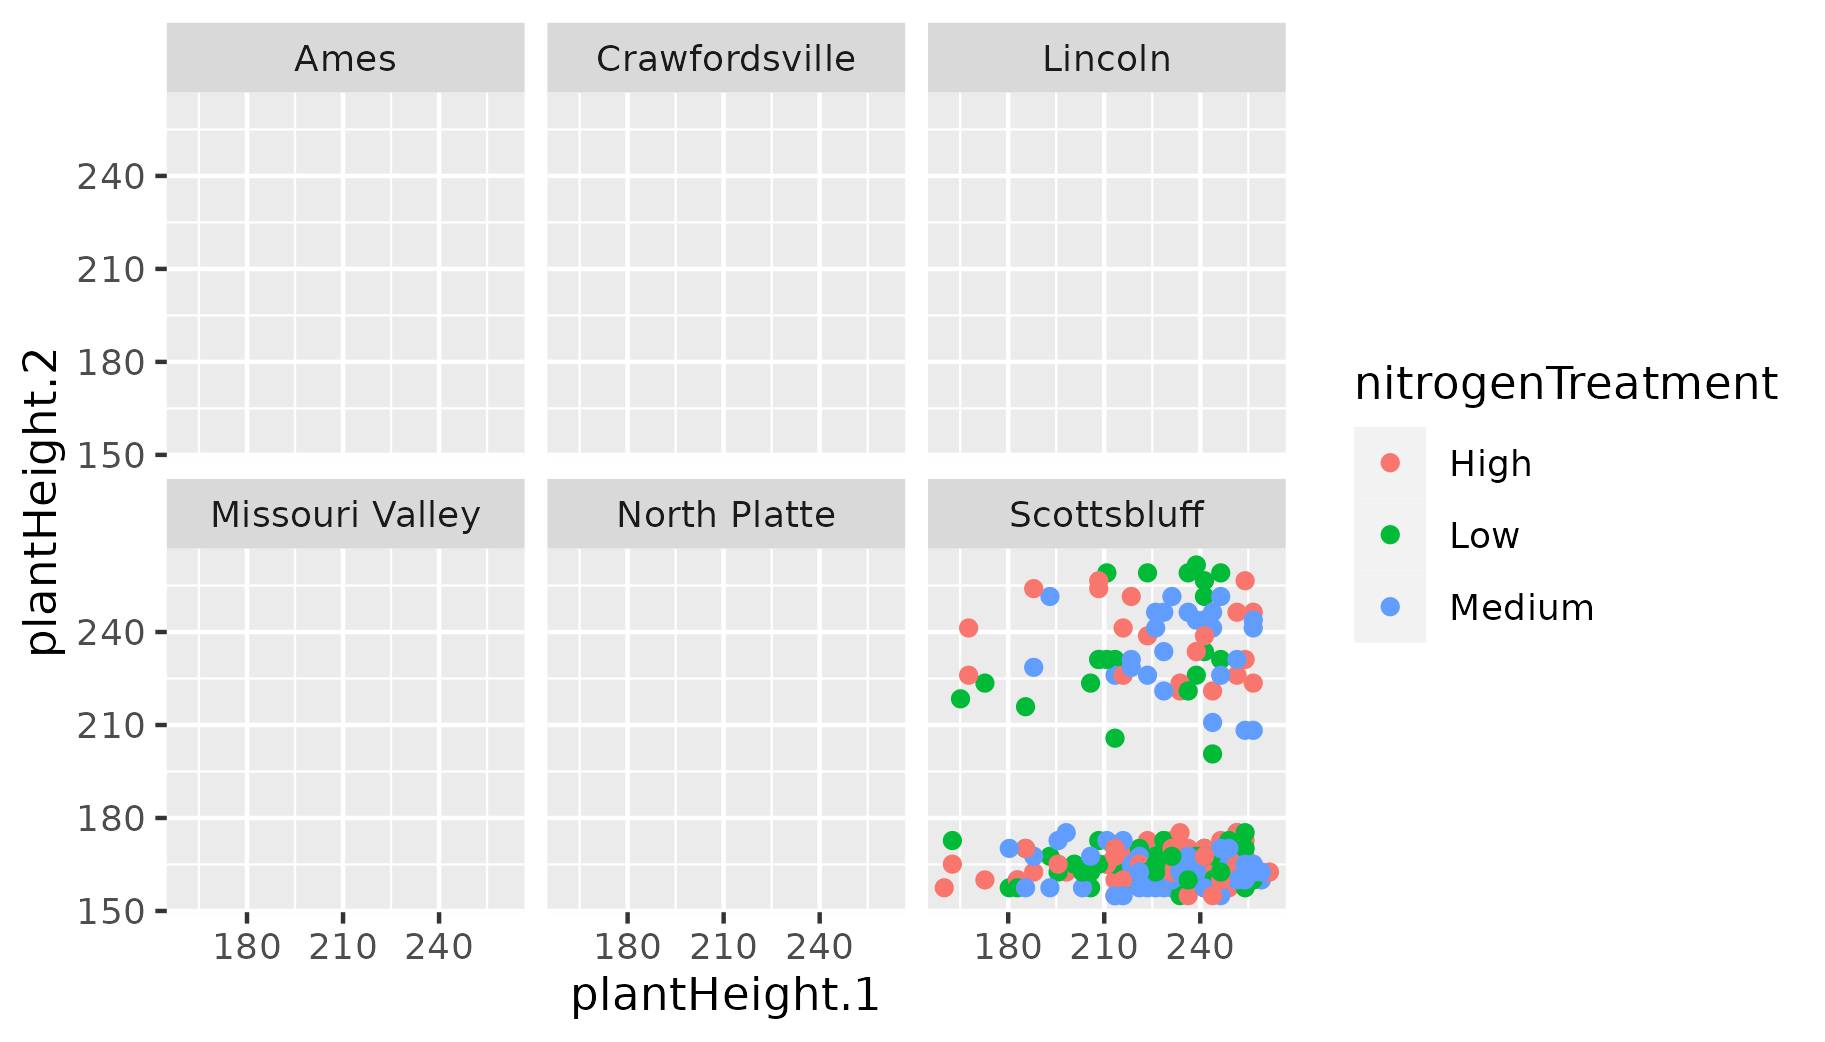 Ames
Crawfordsville
Lincoln
240
210
180
150
Missouri Valley
North Platte
Scottsbluff
240
210
180
150
180 210 240
180 210 240
180 210 240
plantHeight.1
plantHeight.2
nitrogenTreatment
High
Low
Medium